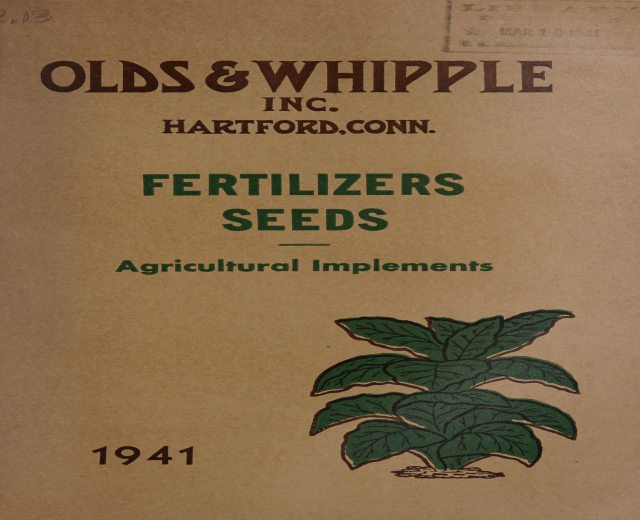 OLDS & WHIPPLE
INC.
HARTFORD, CONN.
FERTILIZERS
SEEDS
Agricultural Implements
1941